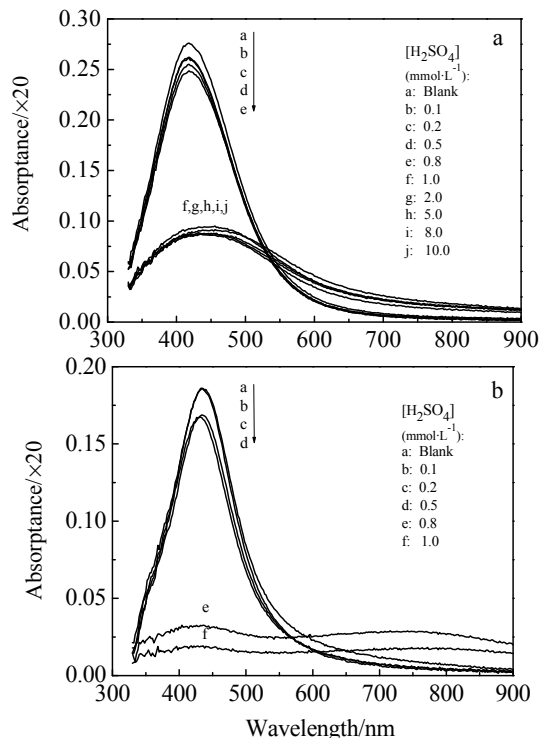 0.30
0.25
0.20
0.15
0.10
0.05
0.00
Absorptance/×20
a
b
c
d
e
f,g,h,i,j
a
[H₂SO₄]
(mmol·L⁻¹):
a: Blank
b: 0.1
c: 0.2
d: 0.5
e: 0.8
f: 1.0
g: 2.0
h: 5.0
i: 8.0
j: 10.0
300 400 500 600 700 800 900
0.20
0.15
0.10
0.05
0.00
Absorptance/×20
a
b
c
d
e
f
b
[H₂SO₄]
(mmol·L⁻¹):
a: Blank
b: 0.1
c: 0.2
d: 0.5
e: 0.8
f: 1.0
300 400 500 600 700 800 900
Wavelength/nm